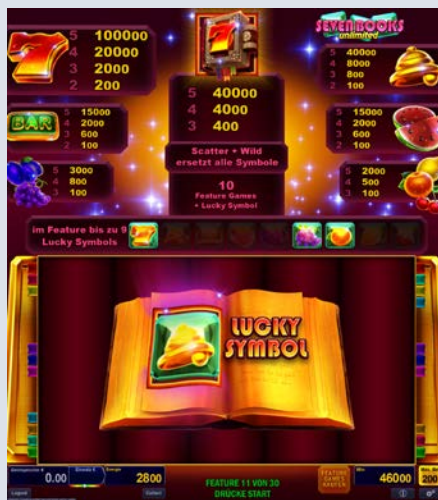 SEVEN BOOKS
unlimited
5 100000
4 20000
3 2000
2 200
5 40000
4 4000
3 400
5 40000
4 8000
3 800
2 100
BAR
5 15000
4 2000
3 600
2 100
5 15000
4 2000
3 600
2 100
Scatter + Wild
ersetzt alle Symbole
5 3000
4 800
3 100
10
Feature Games
+ Lucky Symbol
5 2000
4 500
3 100
im Feature bis zu 9
Lucky Symbols
LUCKY
SYMBOL
0.00
2800
FEATURE 11 VON 30
DRÜCKE START
FEATURE
GAMES
KAUFEN
46000
200